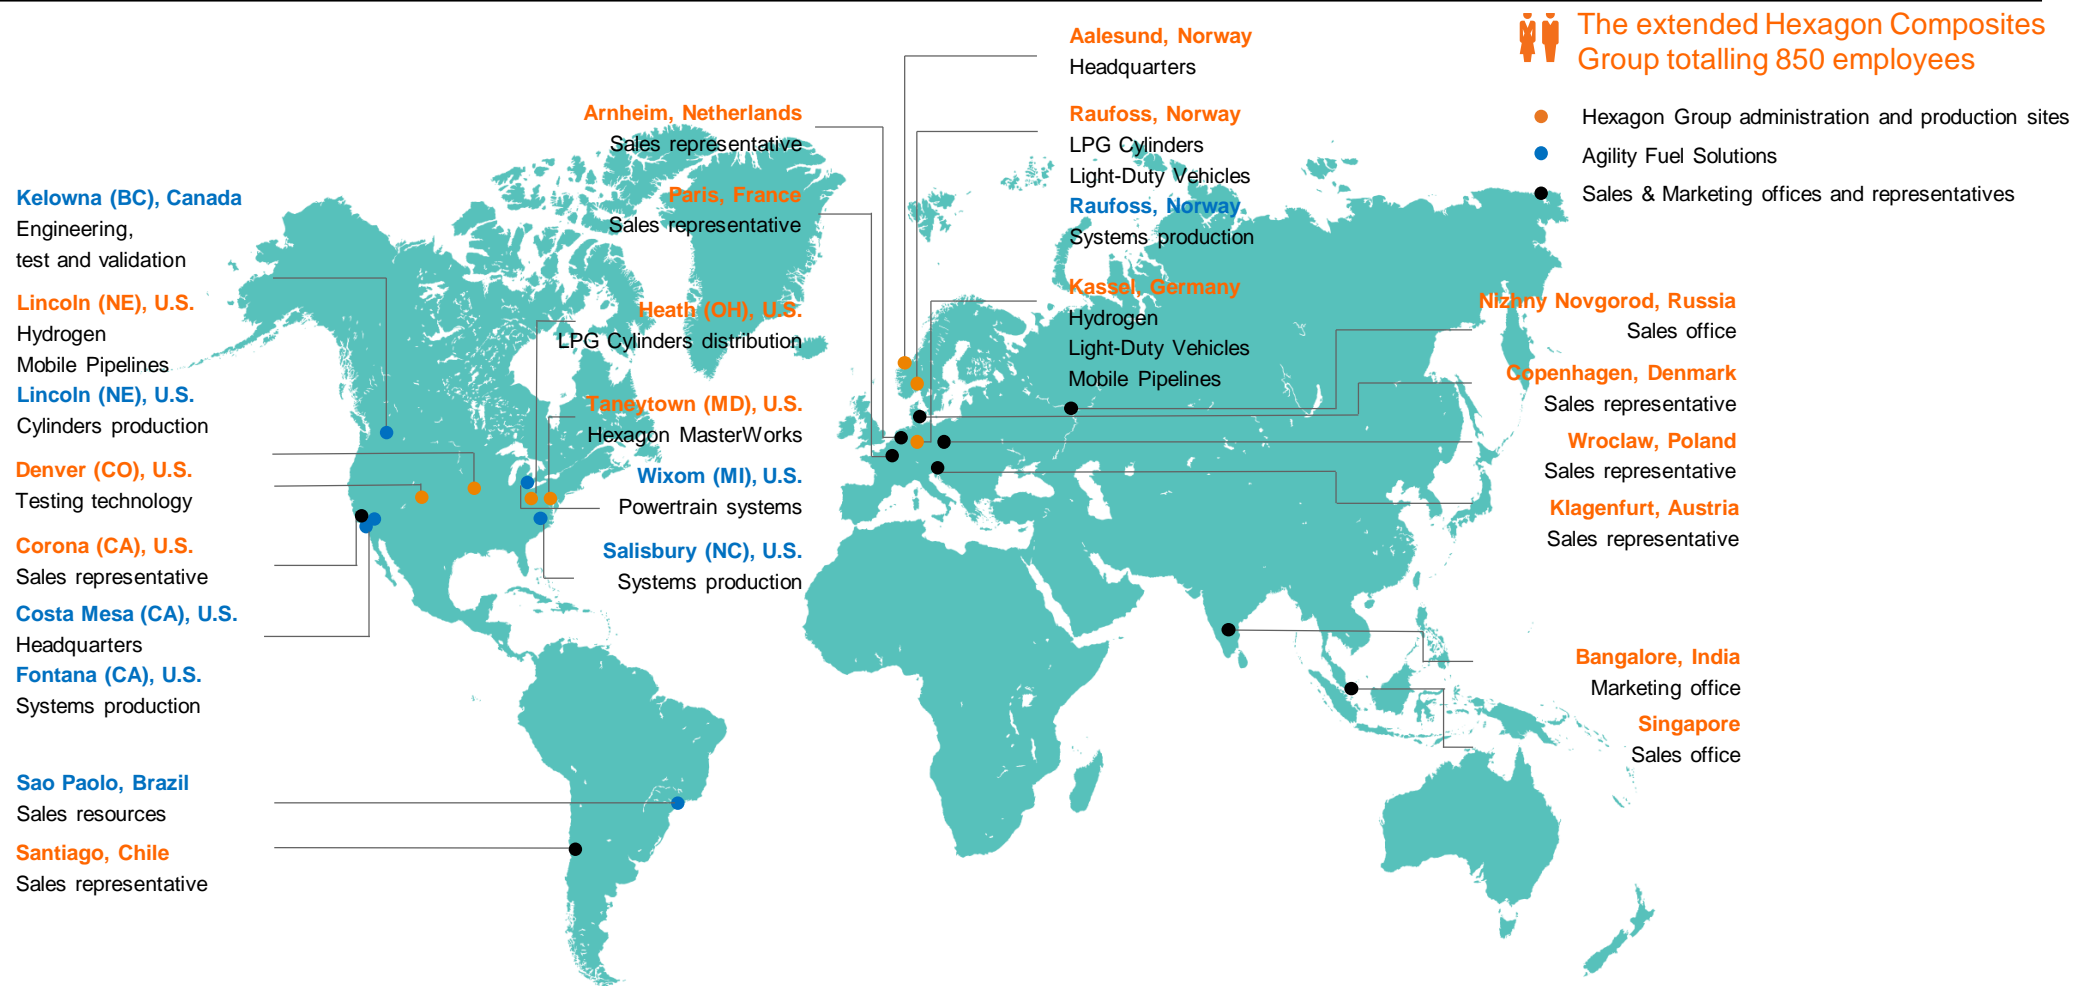 The extended Hexagon Composites
Group totalling 850 employees
Hexagon Group administration and production sites
Agility Fuel Solutions
Sales & Marketing offices and representatives
Kelowna (BC), Canada
Engineering,
test and validation
Lincoln (NE), U.S.
Hydrogen
Mobile Pipelines
Lincoln (NE), U.S.
Cylinders production
Denver (CO), U.S.
Testing technology
Corona (CA), U.S.
Sales representative
Costa Mesa (CA), U.S.
Headquarters
Fontana (CA), U.S.
Systems production
Sao Paolo, Brazil
Sales resources
Santiago, Chile
Sales representative
Arnheim, Netherlands
Sales representative
Paris, France
Sales representative
Heath (OH), U.S.
LPG Cylinders distribution
Taneytown (MD), U.S.
Hexagon MasterWorks
Wixom (MI), U.S.
Powertrain systems
Salisbury (NC), U.S.
Systems production
Aalesund, Norway
Headquarters
Raufoss, Norway
LPG Cylinders
Light-Duty Vehicles
Raufoss, Norway
Systems production
Kassel, Germany
Hydrogen
Light-Duty Vehicles
Mobile Pipelines
Nizhny Novgorod, Russia
Sales office
Copenhagen, Denmark
Sales representative
Wroclaw, Poland
Sales representative
Klagenfurt, Austria
Sales representative
Bangalore, India
Marketing office
Singapore
Sales office